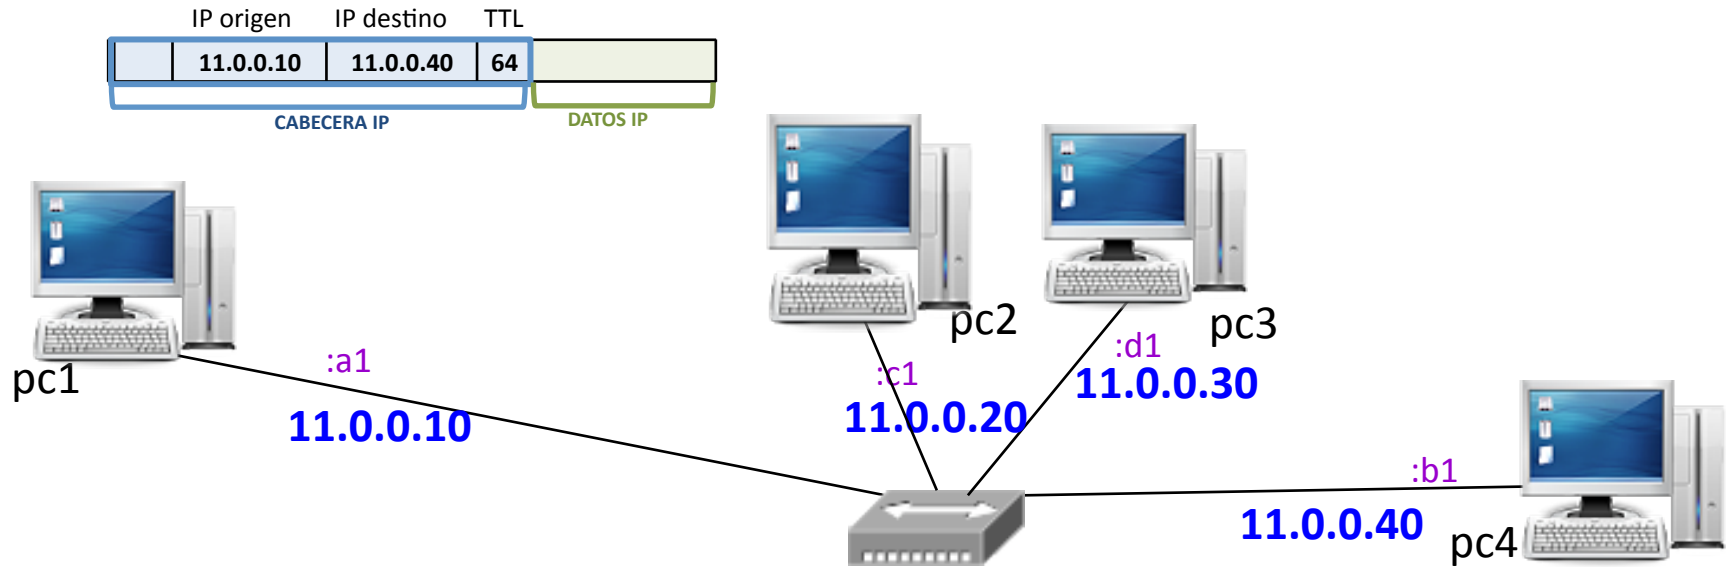 IP origen IP destino TTL
11.0.0.10 11.0.0.40 64
CABECERA IP DATOS IP
pc1
:a1
11.0.0.10
pc2
:c1
11.0.0.20
pc3
:d1
11.0.0.30
:b1
11.0.0.40
pc4